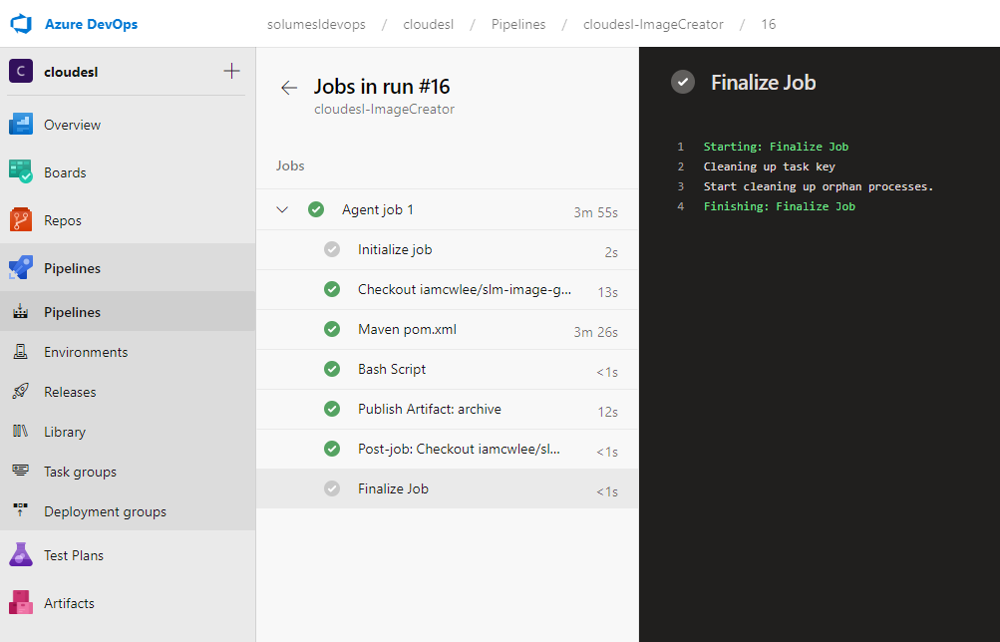 Azure DevOps
solumesldevops / cloudesl / Pipelines / cloudesl-ImageCreator / 16
C cloudesl
Overview
Boards
Repos
Pipelines
Pipelines
Environments
Releases
Library
Task groups
Deployment groups
Test Plans
Artifacts
Jobs in run #16
cloudesl-ImageCreator
Jobs
Agent job 1 3m 55s
Initialize job 2s
Checkout iamcwlee/slm-image-g... 13s
Maven pom.xml 3m 26s
Bash Script <1s
Publish Artifact: archive 12s
Post-job: Checkout iamcwlee/sl... <1s
Finalize Job <1s
Finalize Job
1 Starting: Finalize Job
2 Cleaning up task key
3 Start cleaning up orphan processes.
4 Finishing: Finalize Job